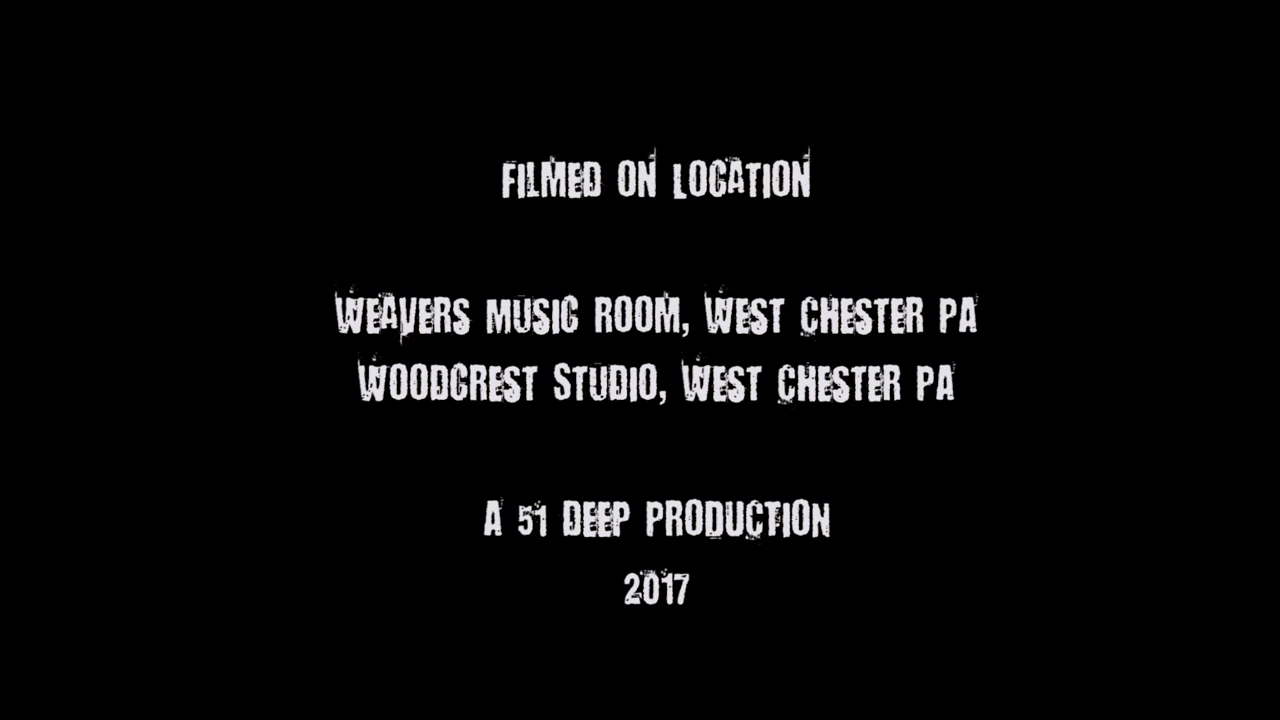 FILMED ON LOCATION
WEAVERS MUSIC ROOM, WEST CHESTER PA
WOODCREST STUDIO, WEST CHESTER PA
A 51 DEEP PRODUCTION
2017